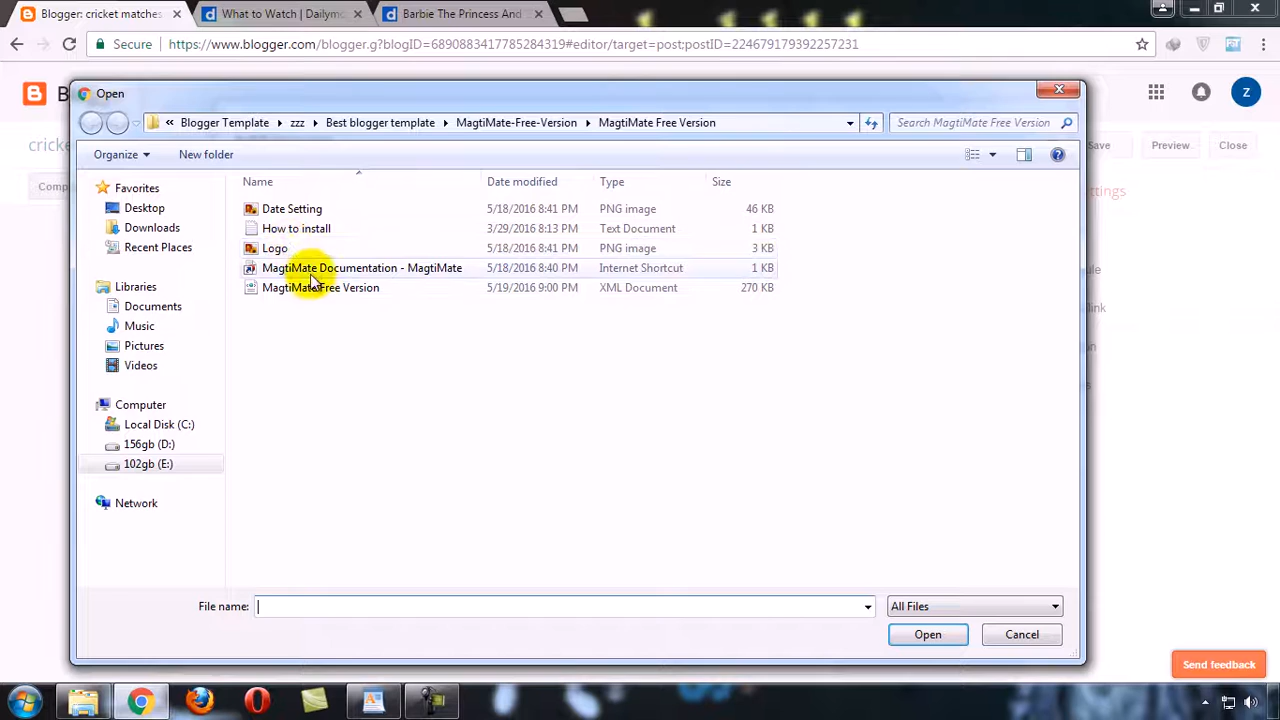 Blogger: cricket matches
What to Watch | Dailym
Barbie The Princess And
Secure
https://www.blogger.com/blogger.g?blogID=6890883417785261319#editor/target=post;postID=224679179392257231
Open
B
z
« Blogger Template
zzz
Best blogger template
MagtiMate-Free-Version
MagtiMate Free Version
Search MagtiMate Free Version
crick
Save
Preview
Close
Organize
New folder
Comp
Name
Date modified
Type
Size
ttings
Favorites
Desktop
Downloads
Recent Places
Date Setting
5/18/2016 8:41 PM
PNG image
46 KB
How to install
3/29/2016 8:13 PM
Text Document
1 KB
Logo
5/18/2016 8:41 PM
PNG image
3 KB
MagtiMate Documentation - MagtiMate
5/18/2016 8:40 PM
Internet Shortcut
1 KB
MagtiMate Free Version
5/19/2016 9:00 PM
XML Document
270 KB
Libraries
Documents
Music
Pictures
Videos
Computer
Local Disk (C:)
156gb (D:)
102gb (E:)
Network
File name:
All Files
Open
Cancel
Send feedback